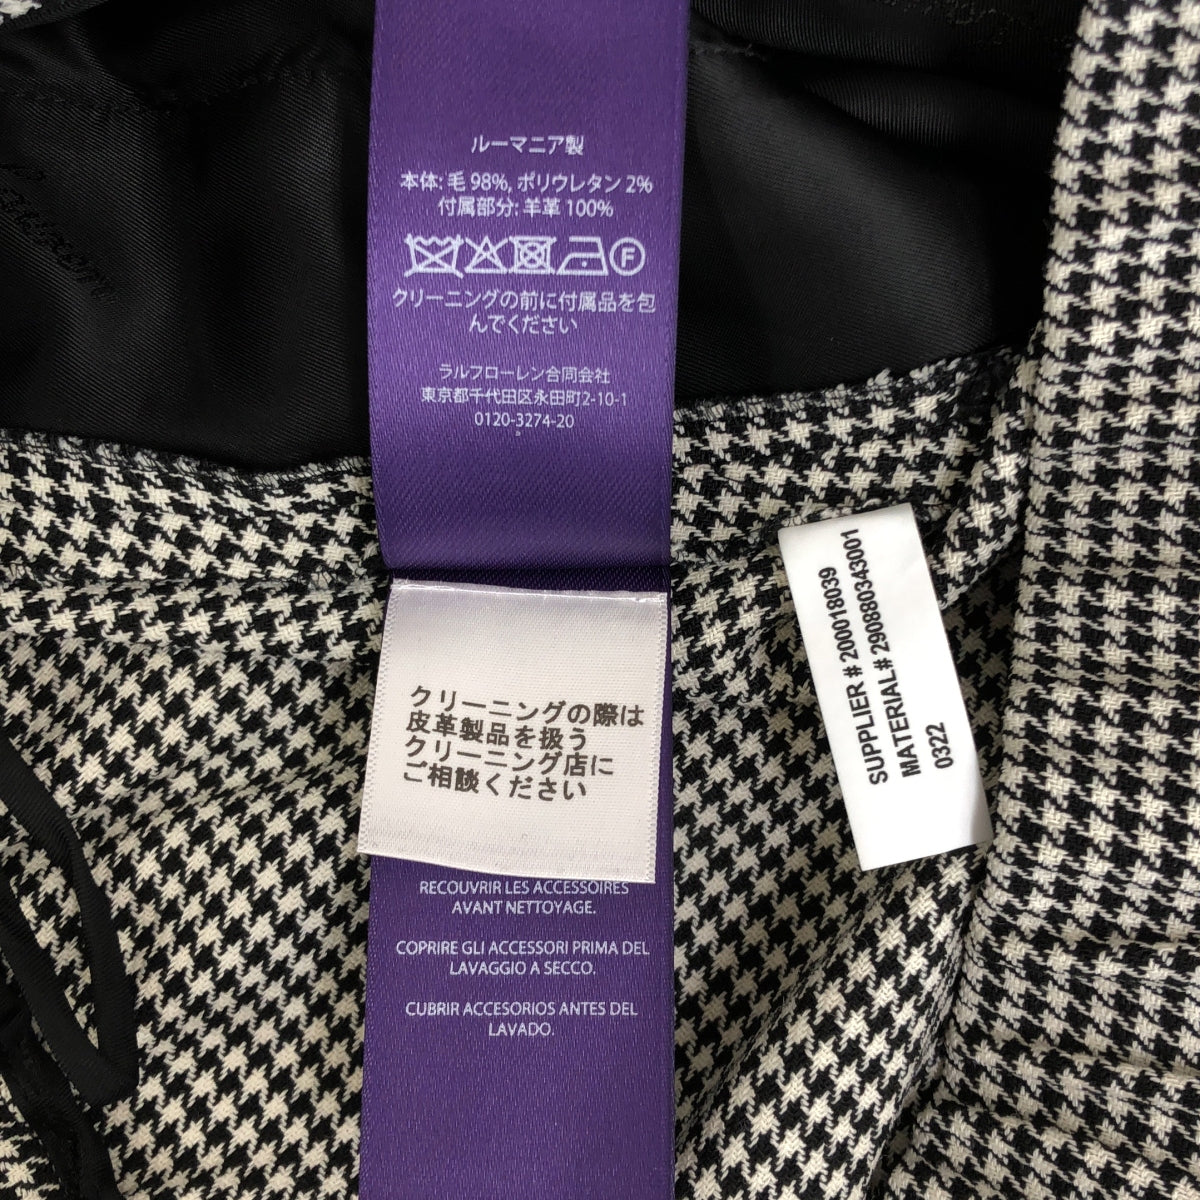 ルーマニア製
本体: 毛 98%, ポリウレタン 2%
付属部分: 羊革 100%
F
クリーニングの前に付属品を包
んでください
ラルフローレン合同会社
東京都千代田区永田町2-10-1
0120-3274-20
クリーニングの際は
皮革製品を扱う
クリーニング店に
ご相談ください
SUPPLIER # 200018039
MATERIAL# 290880343001
0322
RECOUVRIR LES ACCESSOIRES
AVANT NETTOYAGE.
COPRIRE GLI ACCESSORI PRIMA DEL
LAVAGGIO A SECCO.
CUBRIR ACCESORIOS ANTES DEL
LAVADO.
Lauren